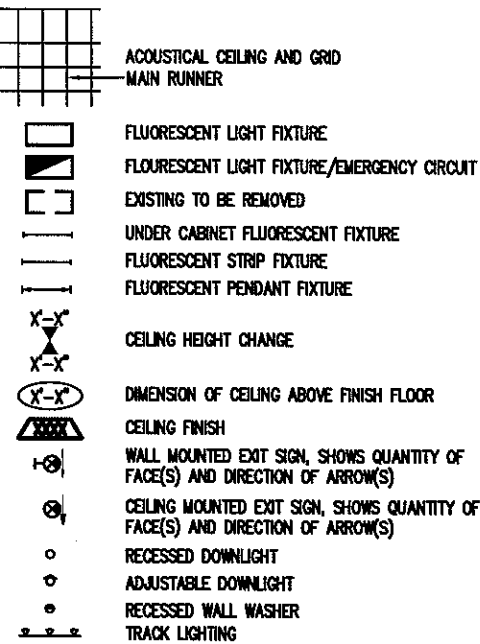 ACOUSTICAL CEILING AND GRID
MAIN RUNNER
FLUORESCENT LIGHT FIXTURE
FLOURESCENT LIGHT FIXTURE/EMERGENCY CIRCUIT
EXISTING TO BE REMOVED
UNDER CABINET FLUORESCENT FIXTURE
FLUORESCENT STRIP FIXTURE
FLUORESCENT PENDANT FIXTURE
X'-X"
CEILING HEIGHT CHANGE
X'-X"
X'-X" DIMENSION OF CEILING ABOVE FINISH FLOOR
XXXX CEILING FINISH
WALL MOUNTED EXIT SIGN, SHOWS QUANTITY OF
FACE(S) AND DIRECTION OF ARROW(S)
CEILING MOUNTED EXIT SIGN, SHOWS QUANTITY OF
FACE(S) AND DIRECTION OF ARROW(S)
RECESSED DOWNLIGHT
ADJUSTABLE DOWNLIGHT
RECESSED WALL WASHER
TRACK LIGHTING